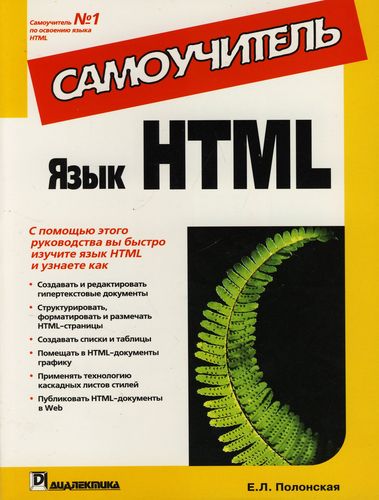 Самоучитель №1
по освоению языка
HTML
САМОУЧИТЕЛЬ
Язык HTML
С помощью этого
руководства вы быстро
изучите язык HTML
и узнаете как
• Создавать и редактировать
гипертекстовые документы
• Структурировать,
форматировать и размечать
HTML-страницы
• Создавать списки и таблицы
• Помещать в HTML-документы
графику
• Применять технологию
каскадных листов стилей
• Публиковать HTML-документы
в Web
ДИАЛЕКТИКА
Е.Л. Полонская